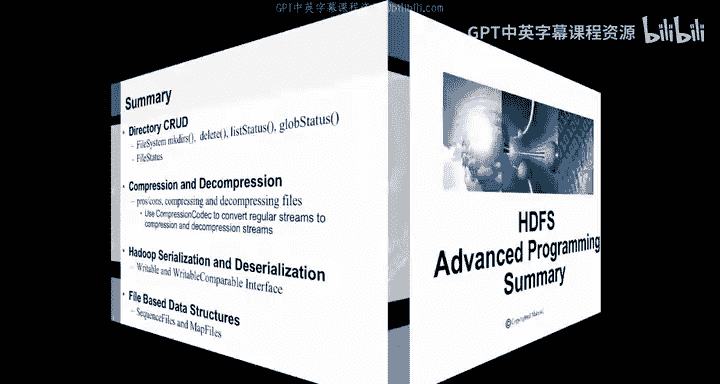 GPT中英字幕课程资源
bilibili
Summary
• Directory CRUD
– FileSystem mkdirs(), delete(), listStatus(), globStatus()
– FileStatus
• Compression and Decompression
– pros/cons, compressing and decompressing files
• Use CompressionCodec to convert regular streams to
compression and decompression streams
• Hadoop Serialization and Deserialization
– Writable and WritableComparable Interface
• File Based Data Structures
– SequenceFiles and MapFiles
HDFS
Advanced Programming
Summary